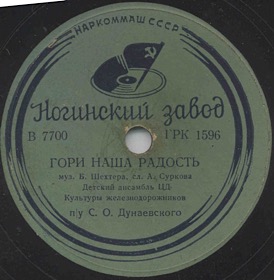 НАРКОММАШ СССР
Ногинский завод
В 7700 ГРК 1596
ГОРИ НАША РАДОСТЬ
муз. Б. Шехтера, сл. А. Суркова
Детский ансамбль ЦД
Культуры железнодорожников
п/у С. О. Дунаевского